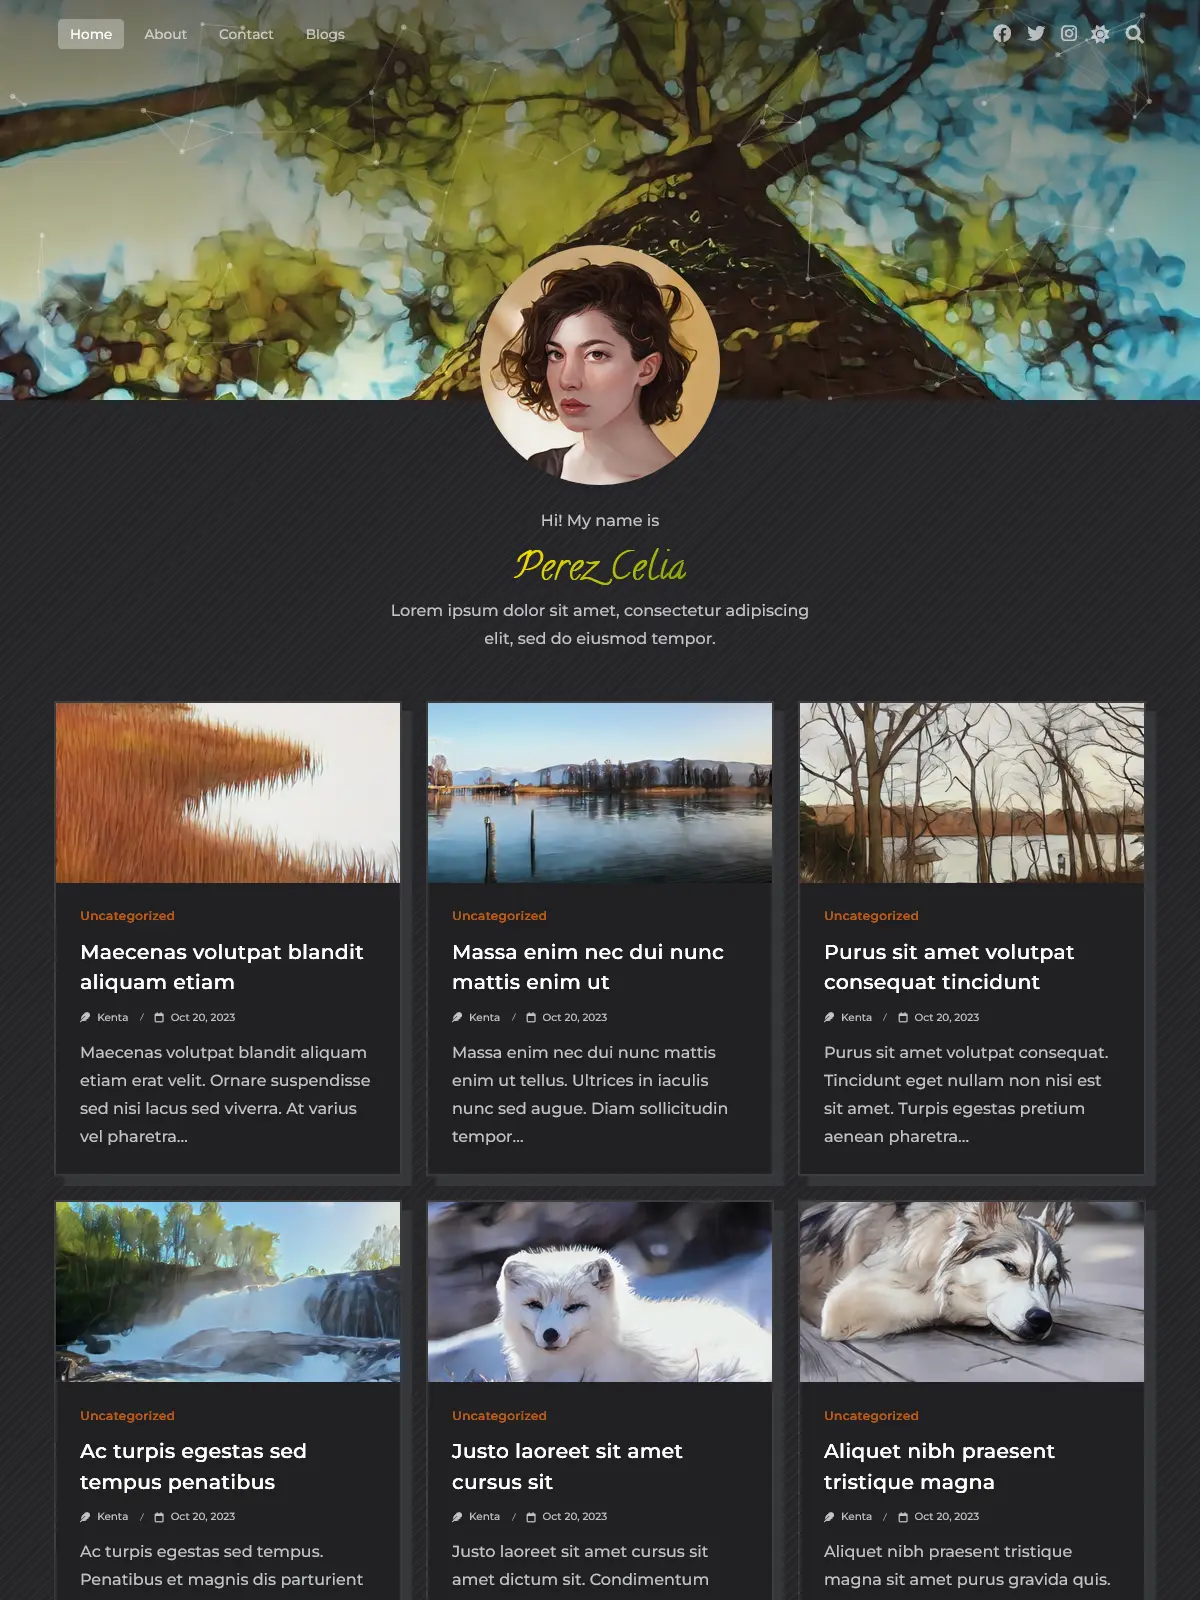 Home About Contact Blogs
Hi! My name is
Perez Celia
Lorem ipsum dolor sit amet, consectetur adipiscing
elit, sed do eiusmod tempor.
Uncategorized
Maecenas volutpat blandit
aliquam etiam
Kenta / Oct 20, 2023
Maecenas volutpat blandit aliquam
etiam erat velit. Ornare suspendisse
sed nisi lacus sed viverra. At varius
vel pharetra...
Uncategorized
Massa enim nec dui nunc
mattis enim ut
Kenta / Oct 20, 2023
Massa enim nec dui nunc mattis
enim ut tellus. Ultrices in iaculis
nunc sed augue. Diam sollicitudin
tempor...
Uncategorized
Purus sit amet volutpat
consequat tincidunt
Kenta / Oct 20, 2023
Purus sit amet volutpat consequat.
Tincidunt eget nullam non nisi est
sit amet. Turpis egestas pretium
aenean pharetra...
Uncategorized
Ac turpis egestas sed
tempus penatibus
Kenta / Oct 20, 2023
Ac turpis egestas sed tempus.
Penatibus et magnis dis parturient
Uncategorized
Justo laoreet sit amet
cursus sit
Kenta / Oct 20, 2023
Justo laoreet sit amet cursus sit
amet dictum sit. Condimentum
Uncategorized
Aliquet nibh praesent
tristique magna
Kenta / Oct 20, 2023
Aliquet nibh praesent tristique
magna sit amet purus gravida quis.